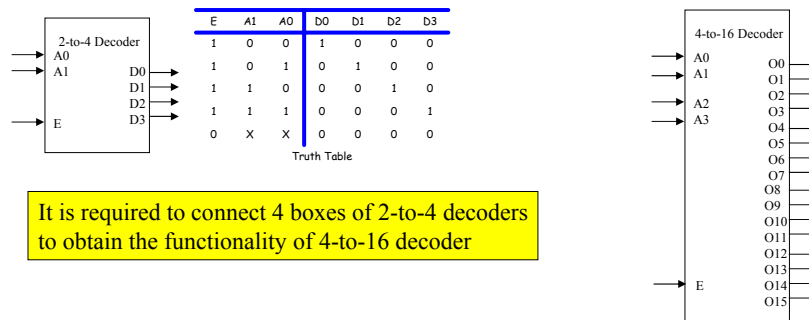 2-to-4 Decoder
A0
A1
E
D0
D1
D2
D3
E A1 A0 D0 D1 D2 D3
1 0 0 1 0 0 0
1 0 1 0 1 0 0
1 1 0 0 0 1 0
1 1 1 0 0 0 1
0 X X 0 0 0 0
Truth Table
It is required to connect 4 boxes of 2-to-4 decoders
to obtain the functionality of 4-to-16 decoder
4-to-16 Decoder
A0
A1
A2
A3
E
O0
O1
O2
O3
O4
O5
O6
O7
O8
O9
O10
O11
O12
O13
O14
O15